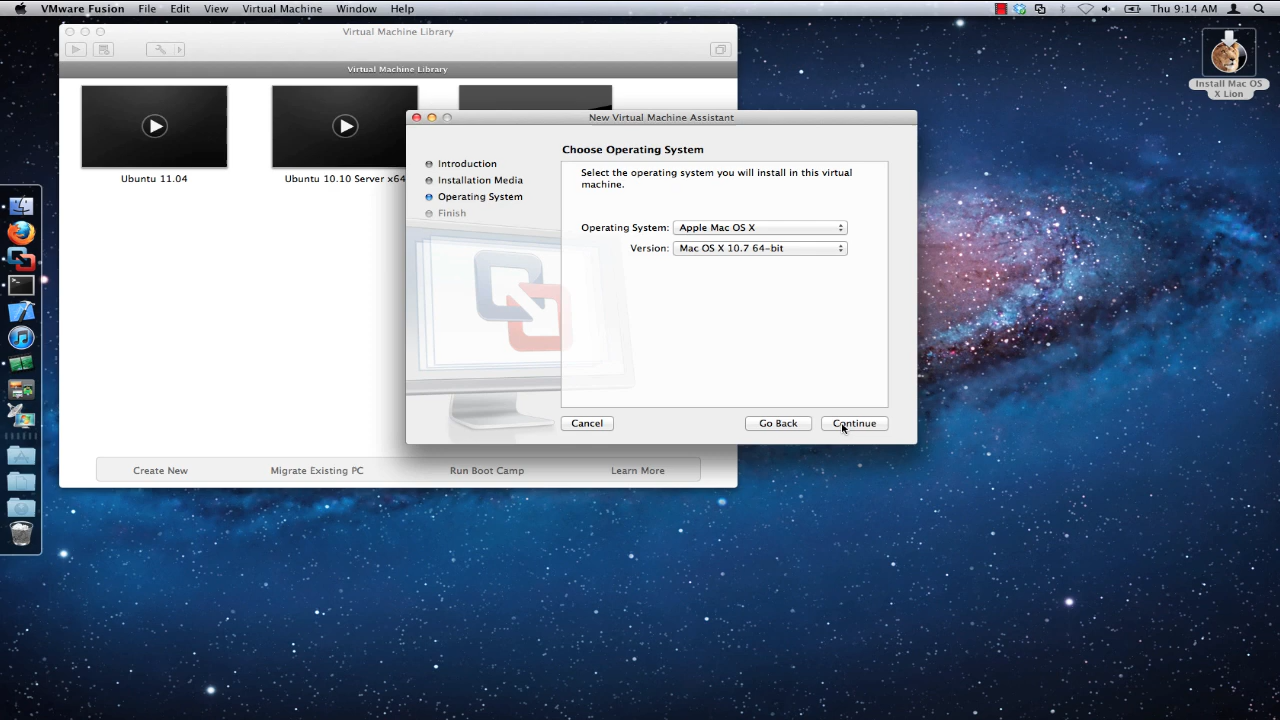 VMware Fusion File Edit View Virtual Machine Window Help Thu 9:14 AM
Virtual Machine Library
Virtual Machine Library
Install Mac OS
X Lion
Ubuntu 11.04
Ubuntu 10.10 Server x64
New Virtual Machine Assistant
Introduction
Installation Media
Operating System
Finish
Choose Operating System
Select the operating system you will install in this virtual
machine.
Operating System: Apple Mac OS X
Version: Mac OS X 10.7 64-bit
Cancel Go Back Continue
Create New Migrate Existing PC Run Boot Camp Learn More